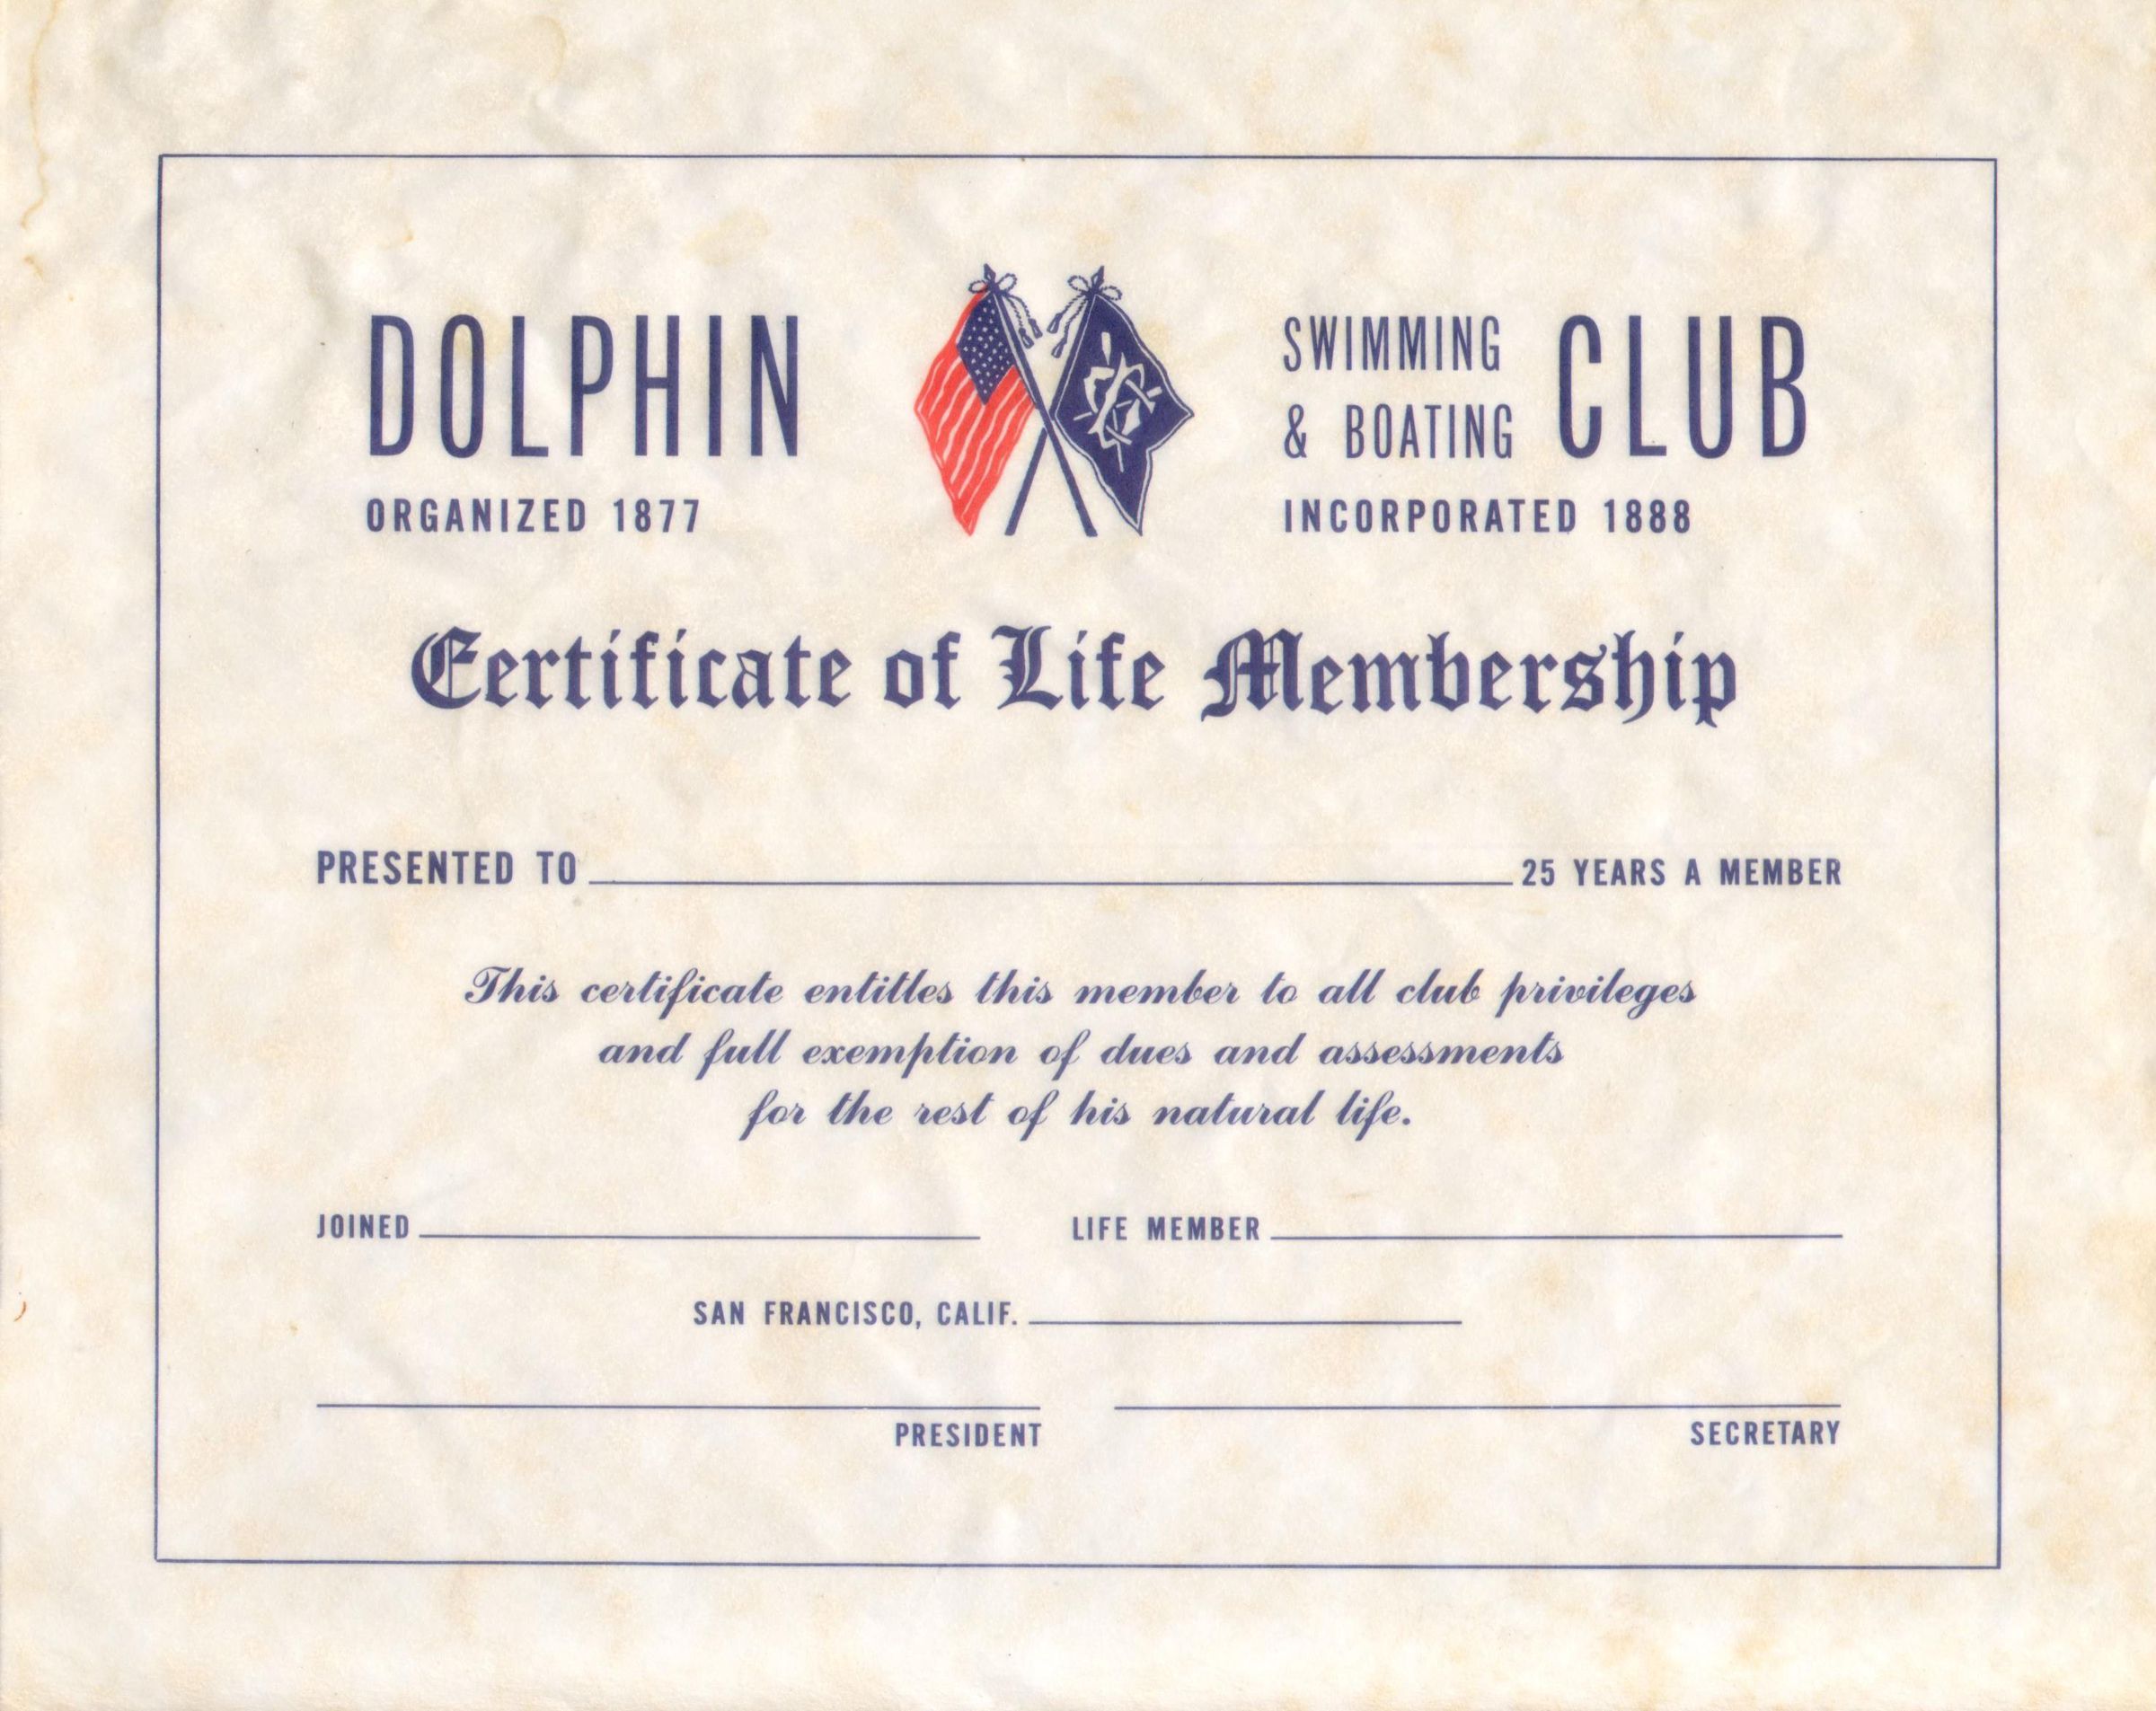 DOLPHIN SWIMMING & BOATING CLUB
ORGANIZED 1877 INCORPORATED 1888
Certificate of Life Membership
PRESENTED TO 25 YEARS A MEMBER
This certificate entitles this member to all club privileges
and full exemption of dues and assessments
for the rest of his natural life.
JOINED LIFE MEMBER
SAN FRANCISCO, CALIF.
PRESIDENT SECRETARY